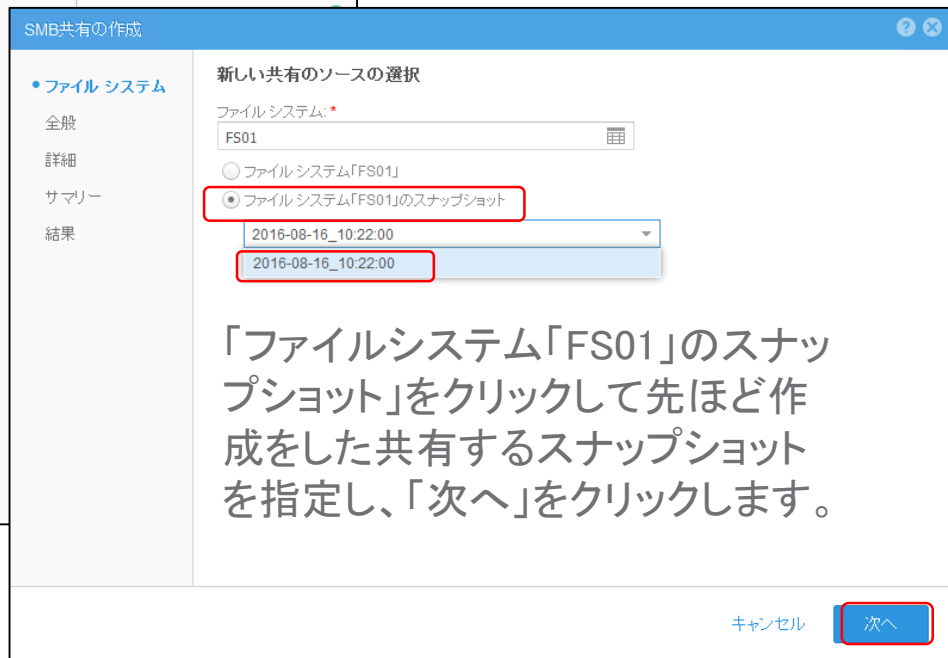 SMB共有の作成
ファイル システム
全般
詳細
サマリー
結果
新しい共有のソースの選択
ファイル システム: *
FS01
ファイル システム「FS01」
ファイル システム「FS01」のスナップショット
2016-08-16_10:22:00
2016-08-16_10:22:00
「ファイルシステム「FS01」のスナッ
プショット」をクリックして先ほど作
成をした共有するスナップショット
を指定し、「次へ」をクリックします。
キャンセル
次へ